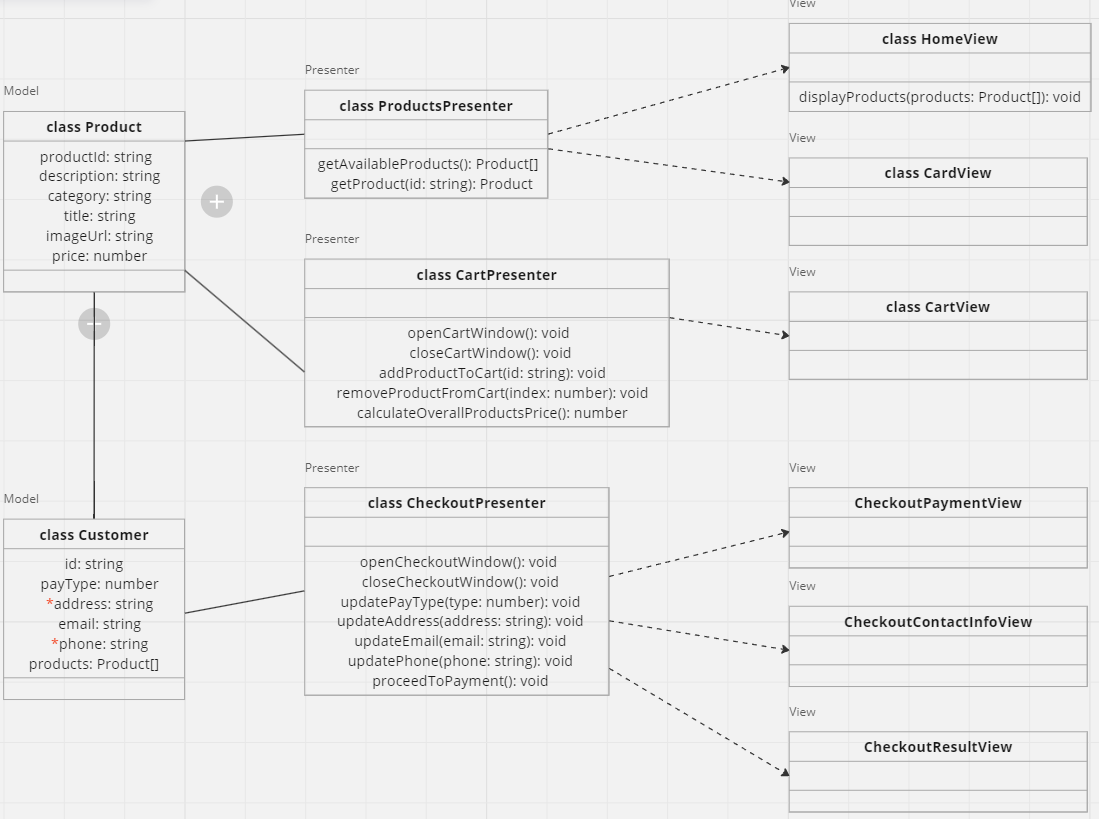 Model
class Product
productId: string
description: string
category: string
title: string
imageUrl: string
price: number
Model
class Customer
id: string
payType: number
*address: string
email: string
*phone: string
products: Product[]
Presenter
class ProductsPresenter
getAvailableProducts(): Product[]
getProduct(id: string): Product
Presenter
class CartPresenter
openCartWindow(): void
closeCartWindow(): void
addProductToCart(id: string): void
removeProductFromCart(index: number): void
calculateOverallProductsPrice(): number
Presenter
class CheckoutPresenter
openCheckoutWindow(): void
closeCheckoutWindow(): void
updatePayType(type: number): void
updateAddress(address: string): void
updateEmail(email: string): void
updatePhone(phone: string): void
proceedToPayment(): void
View
class HomeView
displayProducts(products: Product[]): void
View
class CardView
View
class CartView
View
CheckoutPaymentView
View
CheckoutContactInfoView
View
CheckoutResultView